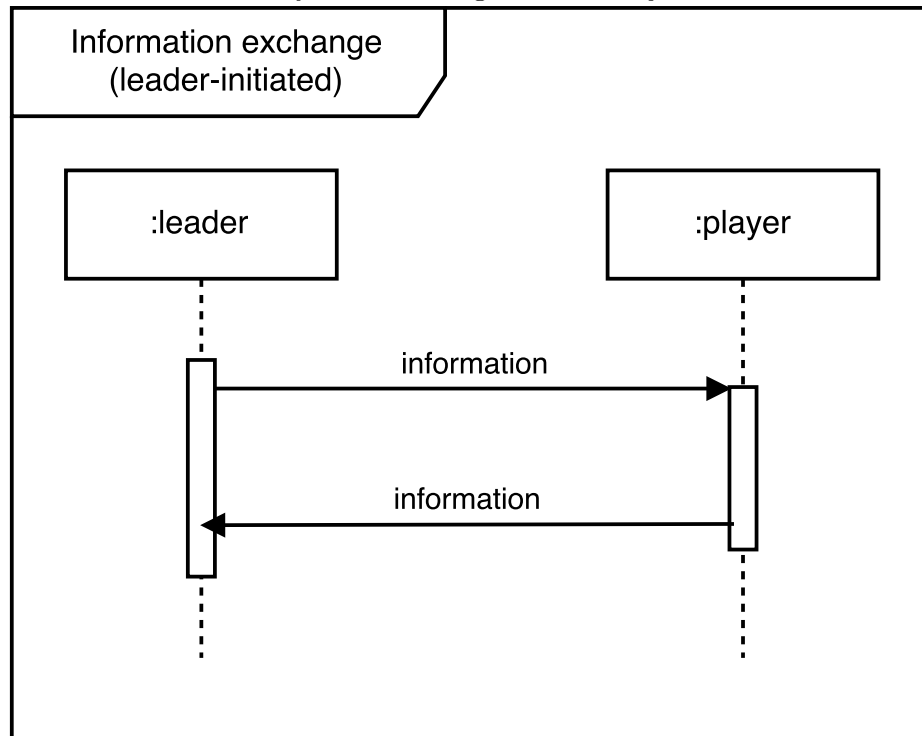 Information exchange
(leader-initiated)
:leader
:player
information
information